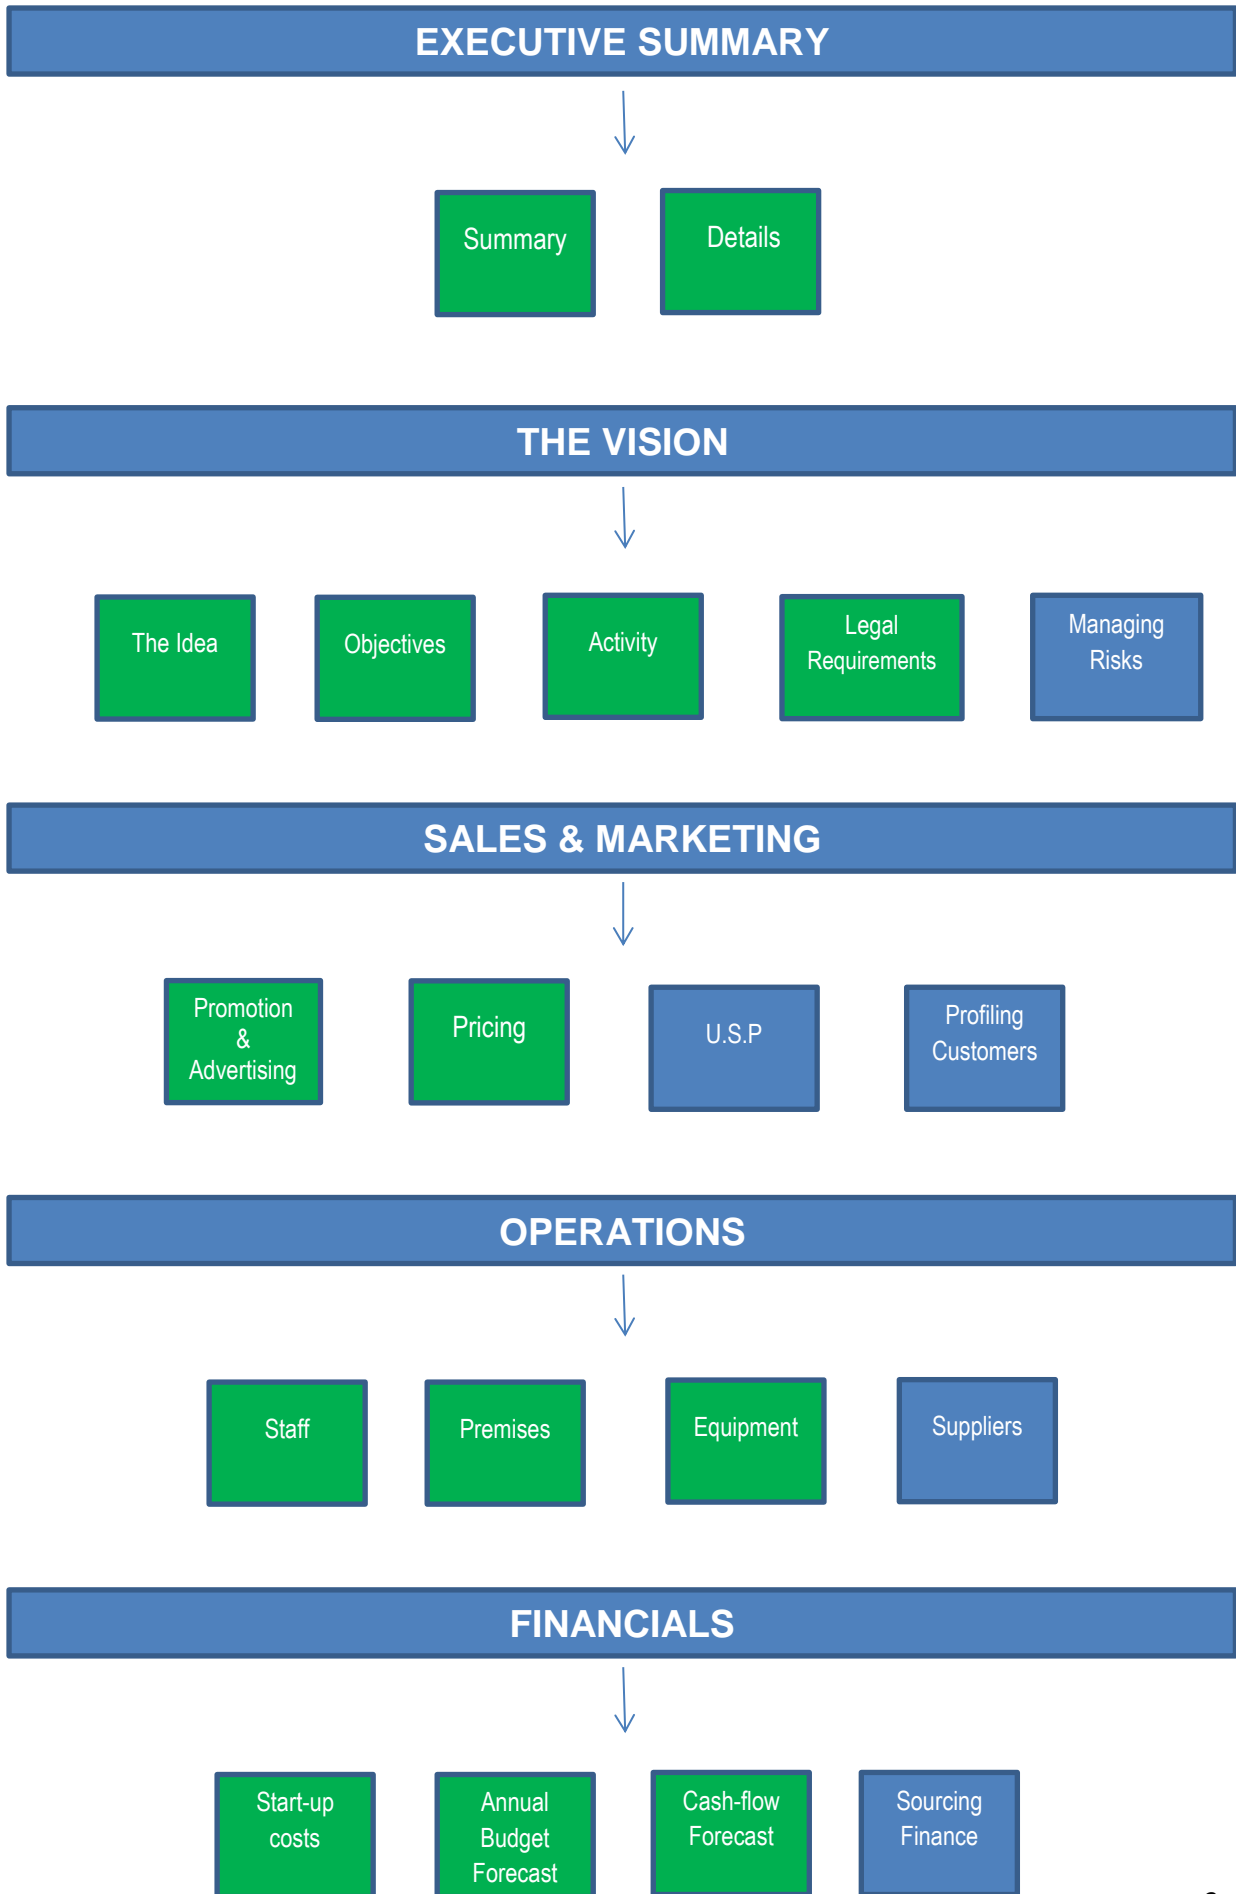 EXECUTIVE SUMMARY
Summary
Details
THE VISION
The Idea
Objectives
Activity
Legal
Requirements
Managing
Risks
SALES & MARKETING
Promotion
&
Advertising
Pricing
U.S.P
Profiling
Customers
OPERATIONS
Staff
Premises
Equipment
Suppliers
FINANCIALS
Start-up
costs
Annual
Budget
Forecast
Cash-flow
Forecast
Sourcing
Finance